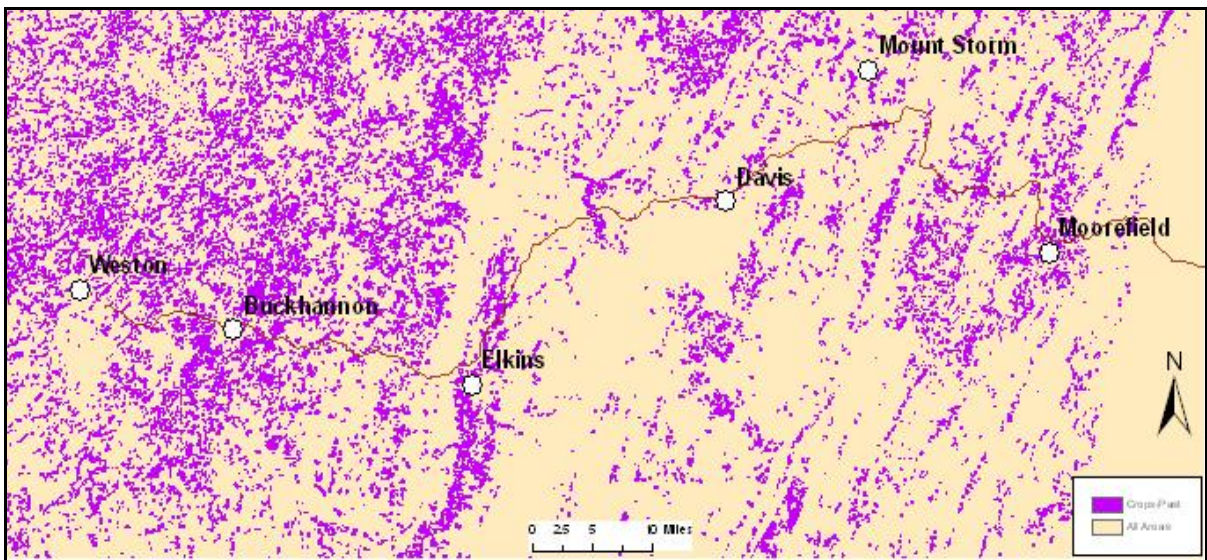 Mount Storm
Davis
Moorefield
Weston
Buckhannon
Elkins
N
0 2.5 5 10 Miles
Crops-Past
All Areas